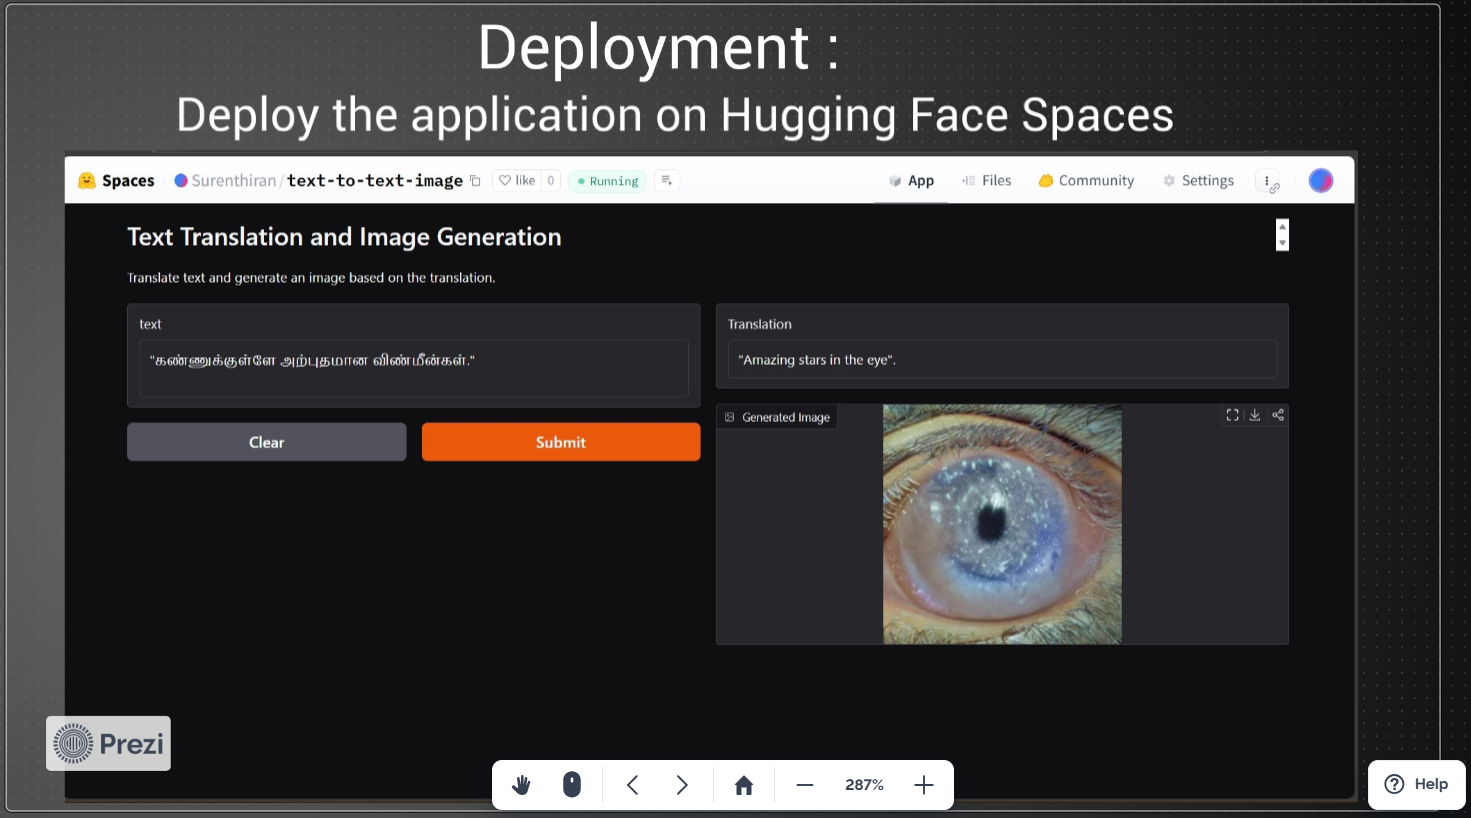 Deployment :
Deploy the application on Hugging Face Spaces
Spaces Surenthiran/text-to-text-image like 0 Running App Files Community Settings
Text Translation and Image Generation
Translate text and generate an image based on the translation.
text
"கண்ணுக்குள்ளே அற்புதமான விண்மீன்கள்."
Clear Submit
Translation
"Amazing stars in the eye".
Generated Image
Prezi
287%
Help